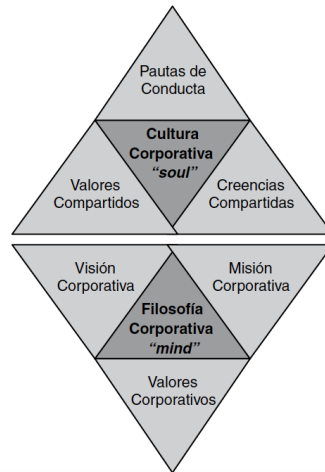 Pautas de
Conducta
Cultura
Corporativa
“soul”
Valores
Compartidos
Creencias
Compartidas
Visión
Corporativa
Misión
Corporativa
Filosofía
Corporativa
“mind”
Valores
Corporativos